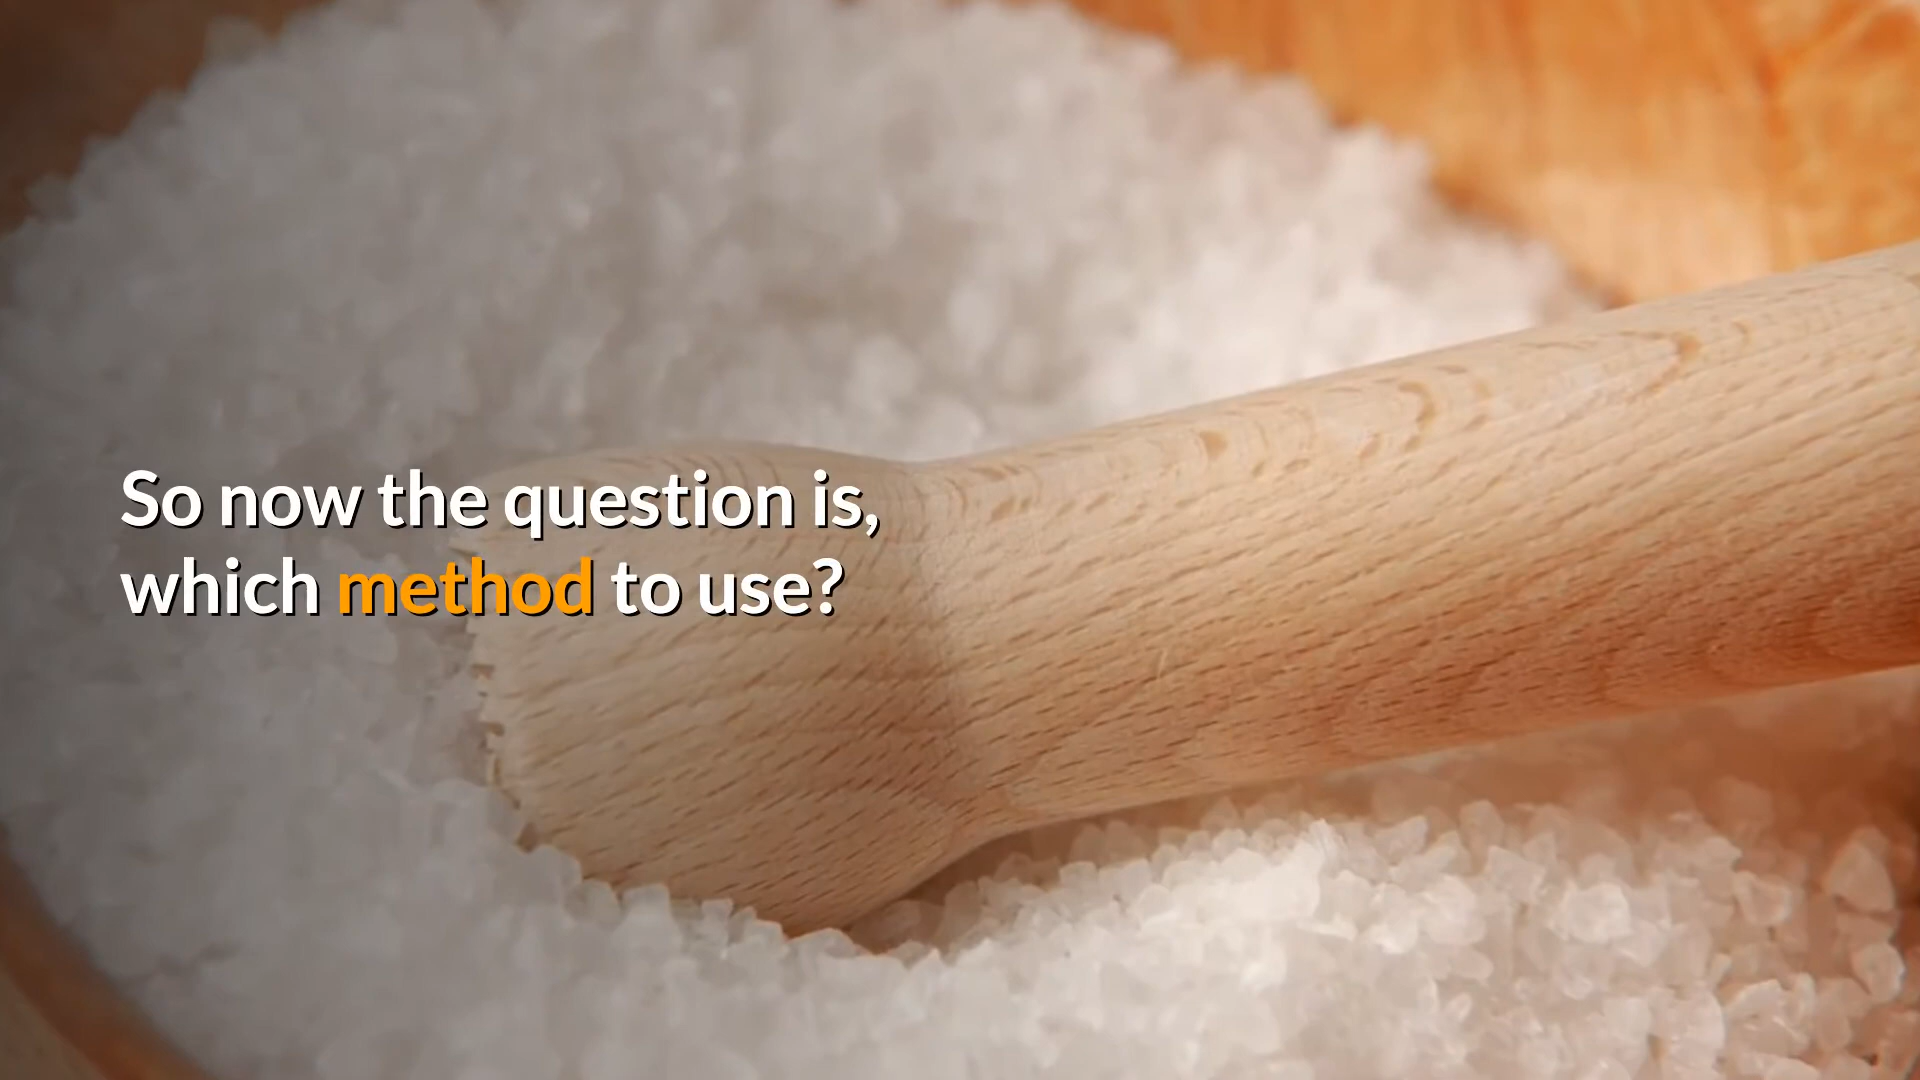 So now the question is,
which method to use?